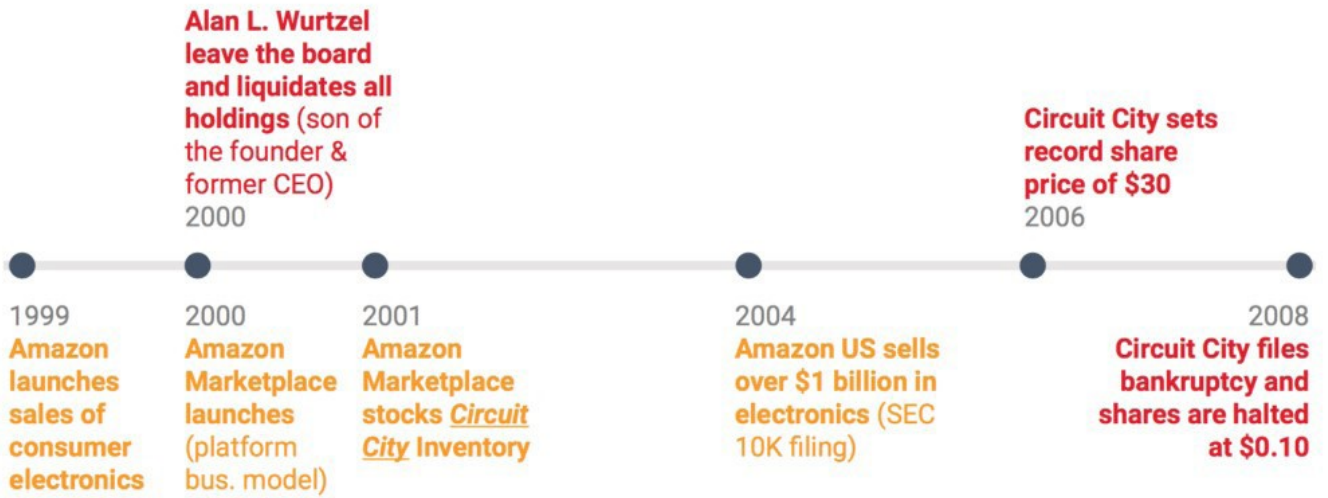 Alan L. Wurtzel
leave the board
and liquidates all
holdings (son of
the founder &
former CEO)
2000
Circuit City sets
record share
price of $30
2006
1999
Amazon
launches
sales of
consumer
electronics
2000
Amazon
Marketplace
launches
(platform
bus. model)
2001
Amazon
Marketplace
stocks Circuit
City Inventory
2004
Amazon US sells
over $1 billion in
electronics (SEC
10K filing)
2008
Circuit City files
bankruptcy and
shares are halted
at $0.10